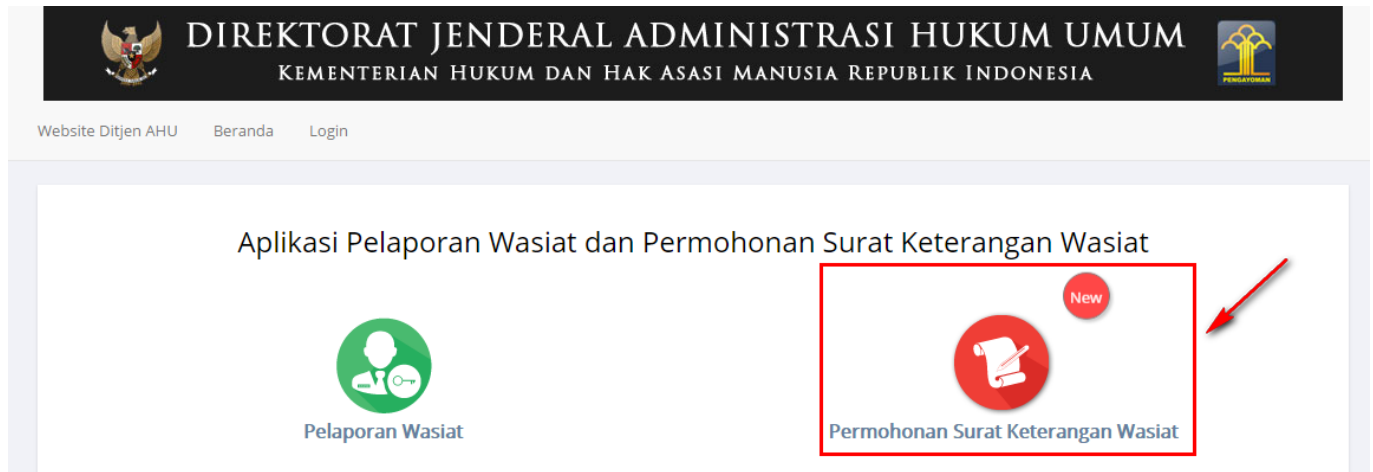 DIREKTORAT JENDERAL ADMINISTRASI HUKUM UMUM
KEMENTERIAN HUKUM DAN HAK ASASI MANUSIA REPUBLIK INDONESIA
PENGAYOMAN
Website Ditjen AHU Beranda Login
Aplikasi Pelaporan Wasiat dan Permohonan Surat Keterangan Wasiat
New
Pelaporan Wasiat
Permohonan Surat Keterangan Wasiat